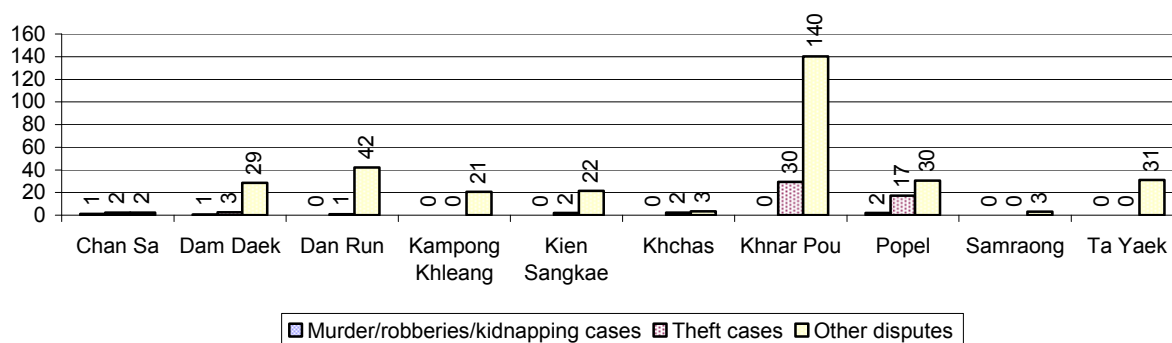 160
140
120
100
80
60
40
20
0
1 2 2
1 3 29
0 1 42
0 0 21
0 2 22
0 2 3
0 30 140
2 17 30
0 0 3
0 0 31
Chan Sa Dam Daek Dan Run Kampong Kien Khchas Khnar Pou Popel Samraong Ta Yaek
Khleang Sangkae
Murder/robberies/kidnapping cases Theft cases Other disputes